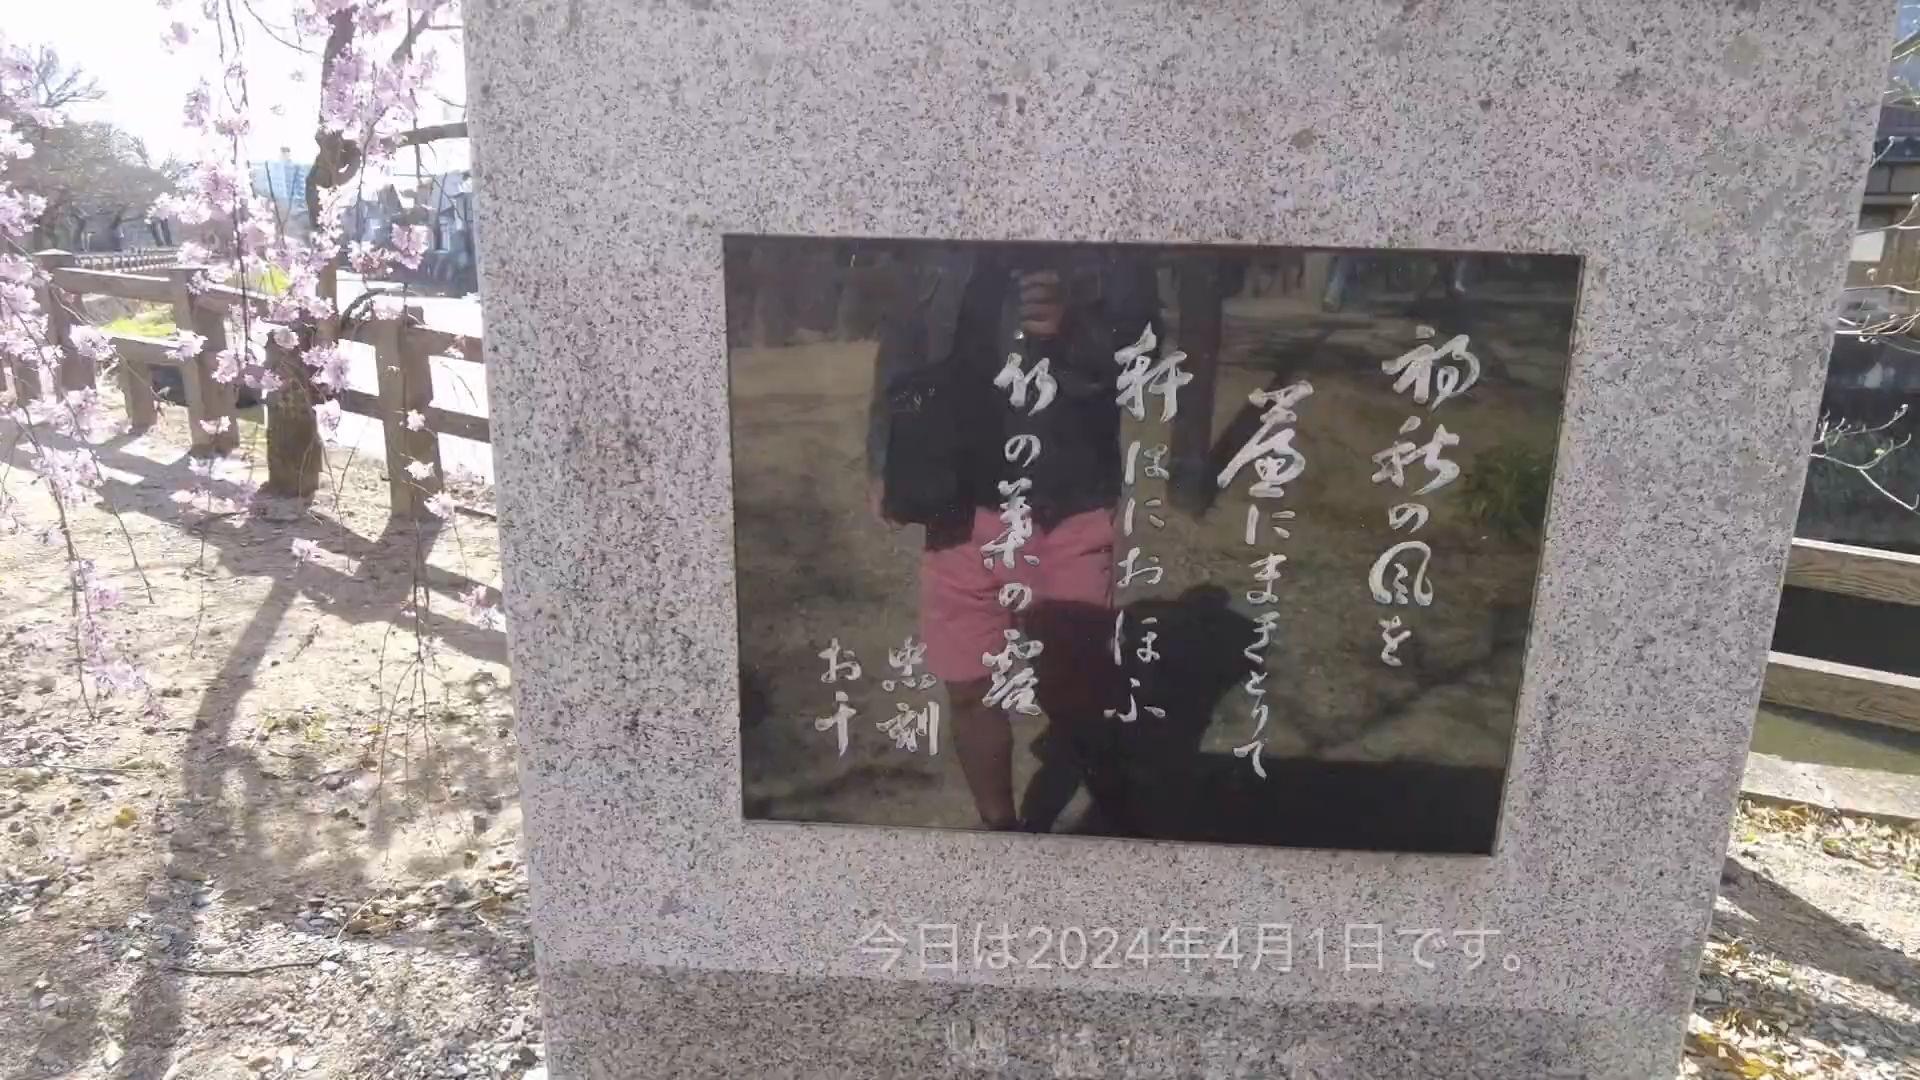 初秋の風を
簾にまきとりて
軒はにおほふ
竹の葉の露
忠刻
お千
今日は2024年4月1日です。